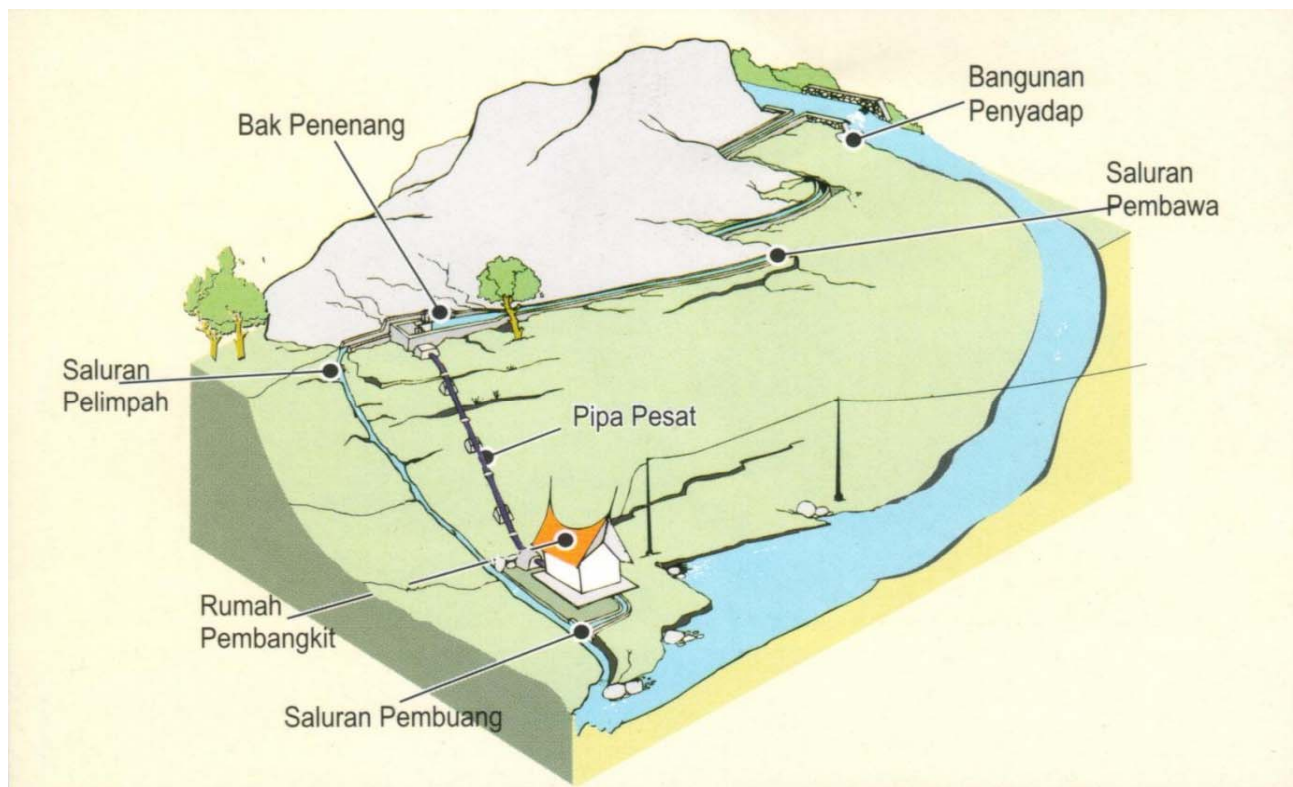 Bangunan
Penyadap
Bak Penenang
Saluran
Pembawa
Saluran
Pelimpah
Pipa Pesat
Rumah
Pembangkit
Saluran Pembuang